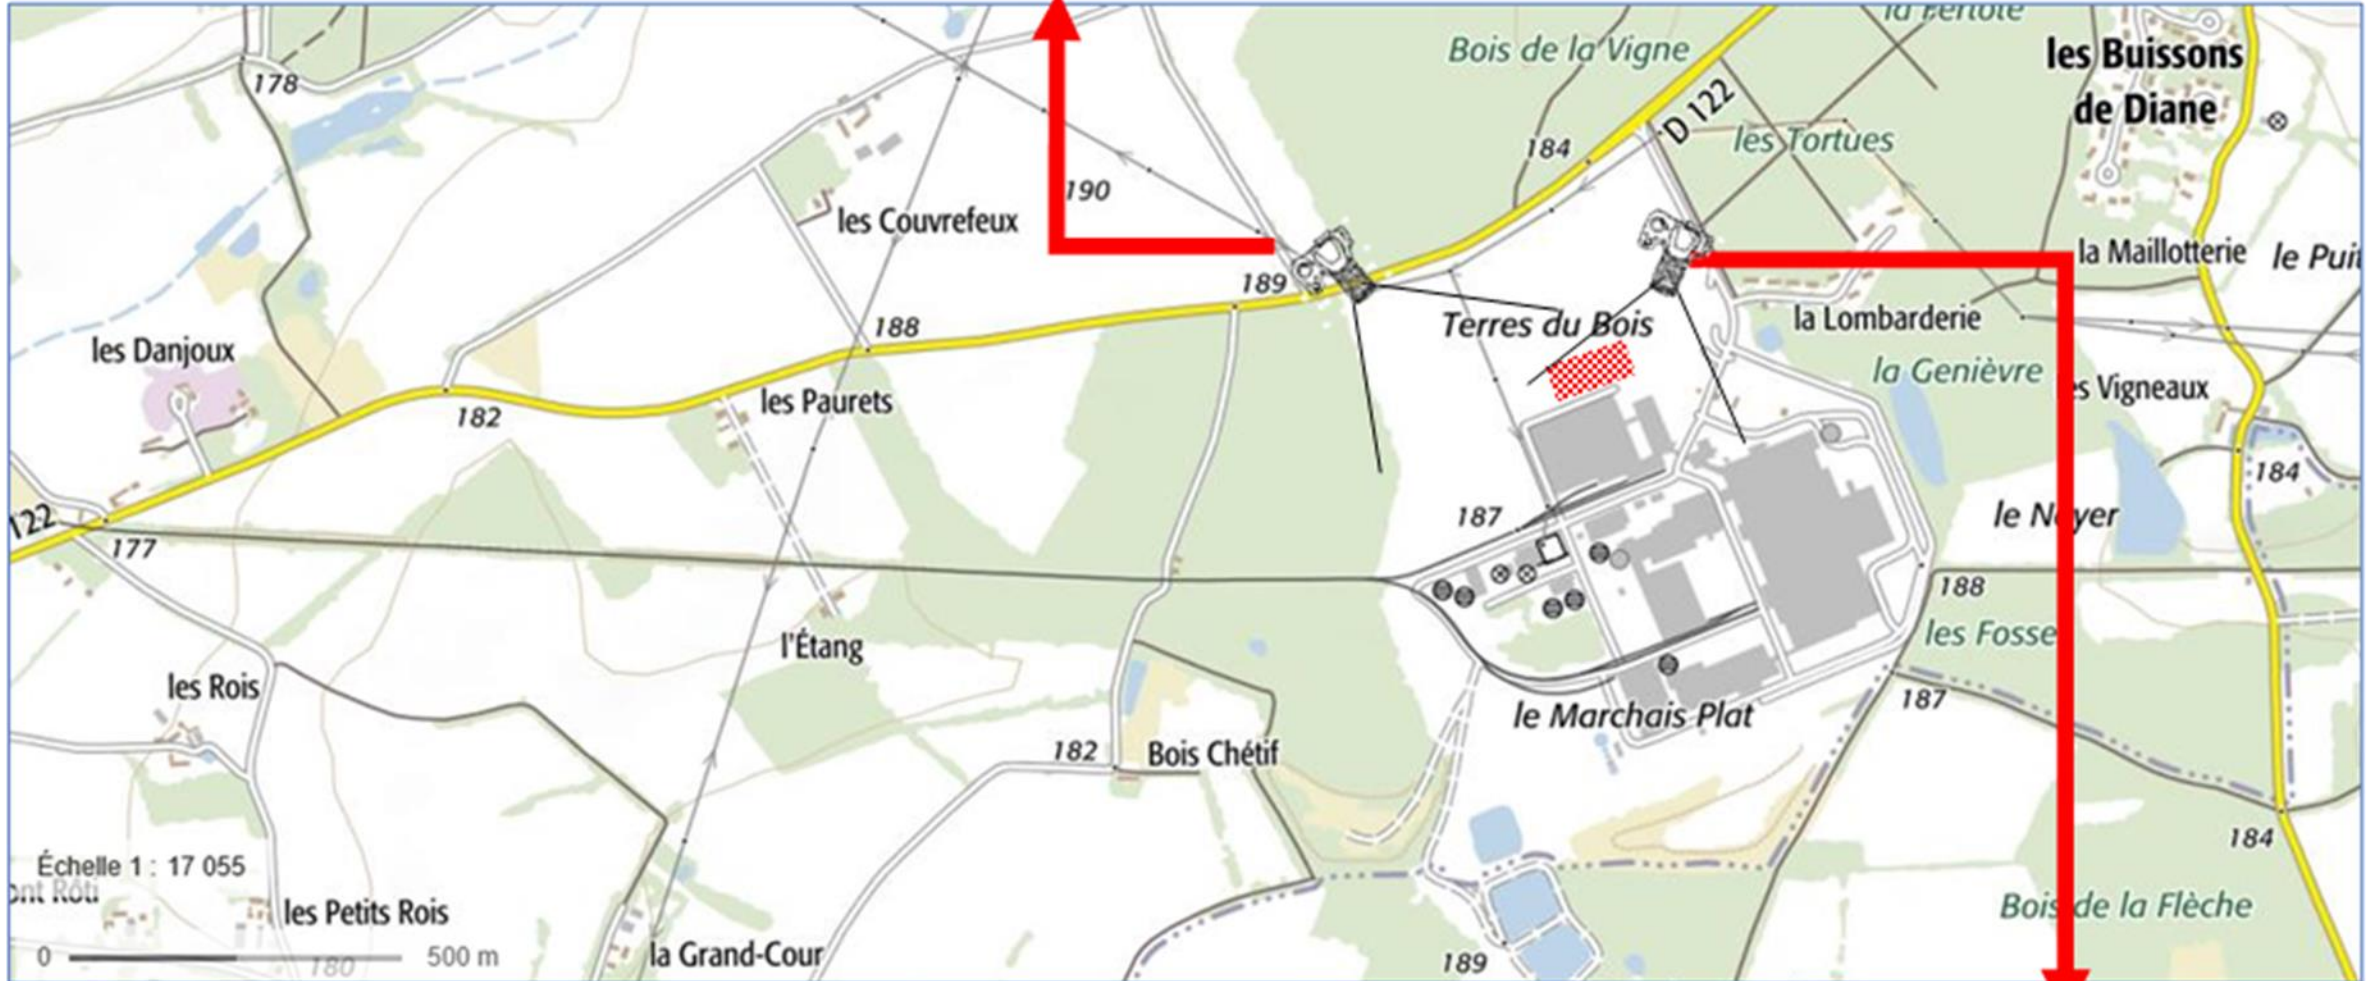 la Ferlote
Bois de la Vigne
les Buissons
de Diane
178
D 122
les Tortues
184
190
les Couvrefeux
la Maillotterie
le Puit
189
188
Terres du Bois
la Lombarderie
les Danjoux
la Genièvre
es Vigneaux
les Paurets
182
184
187
le Noyer
122
177
188
les Fosse
l'Étang
les Rois
187
le Marchais Plat
182
Bois Chétif
184
Échelle 1 : 17 055
ont Rôti
les Petits Rois
Bois de la Flèche
la Grand-Cour
0
500 m
180
189